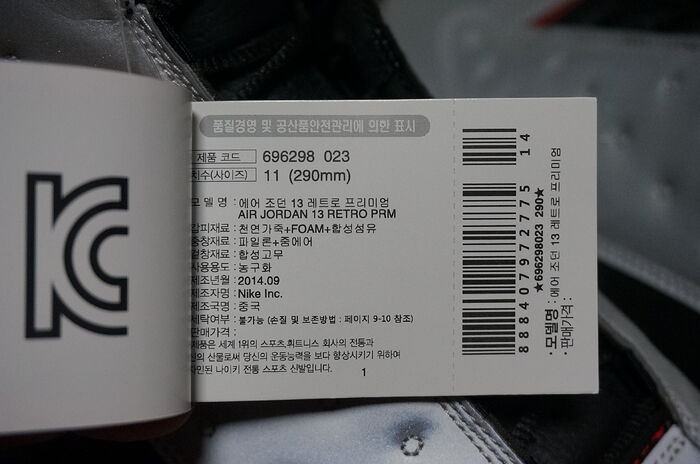 KC
품질경영 및 공산품안전관리에 의한 표시
제품 코드 696298 023
치수(사이즈) 11 (290mm)
모 델 명 : 에어 조던 13 레트로 프리미엄
AIR JORDAN 13 RETRO PRM
갑피재료 : 천연가죽+FOAM+합성섬유
중창재료 : 파일론+줌에어
겉창재료 : 합성고무
사용용도 : 농구화
제조년월 : 2014.09
제조자명 : Nike Inc.
제조국명 : 중국
세탁여부 : 불가능 (손질 및 보존방법 : 페이지 9-10 참조)
판매가격 :
제품은 세계 1위의 스포츠,휘트니스 회사의 전통과
의 산물로써 당신의 운동능력을 보다 향상시키기 위하여
자인된 나이키 전통 스포츠 신발입니다.
1
888407972775 14
★696298023 290★
• 모델명 : 에어 조던 13 레트로 프리미엄
• 판매가격 :